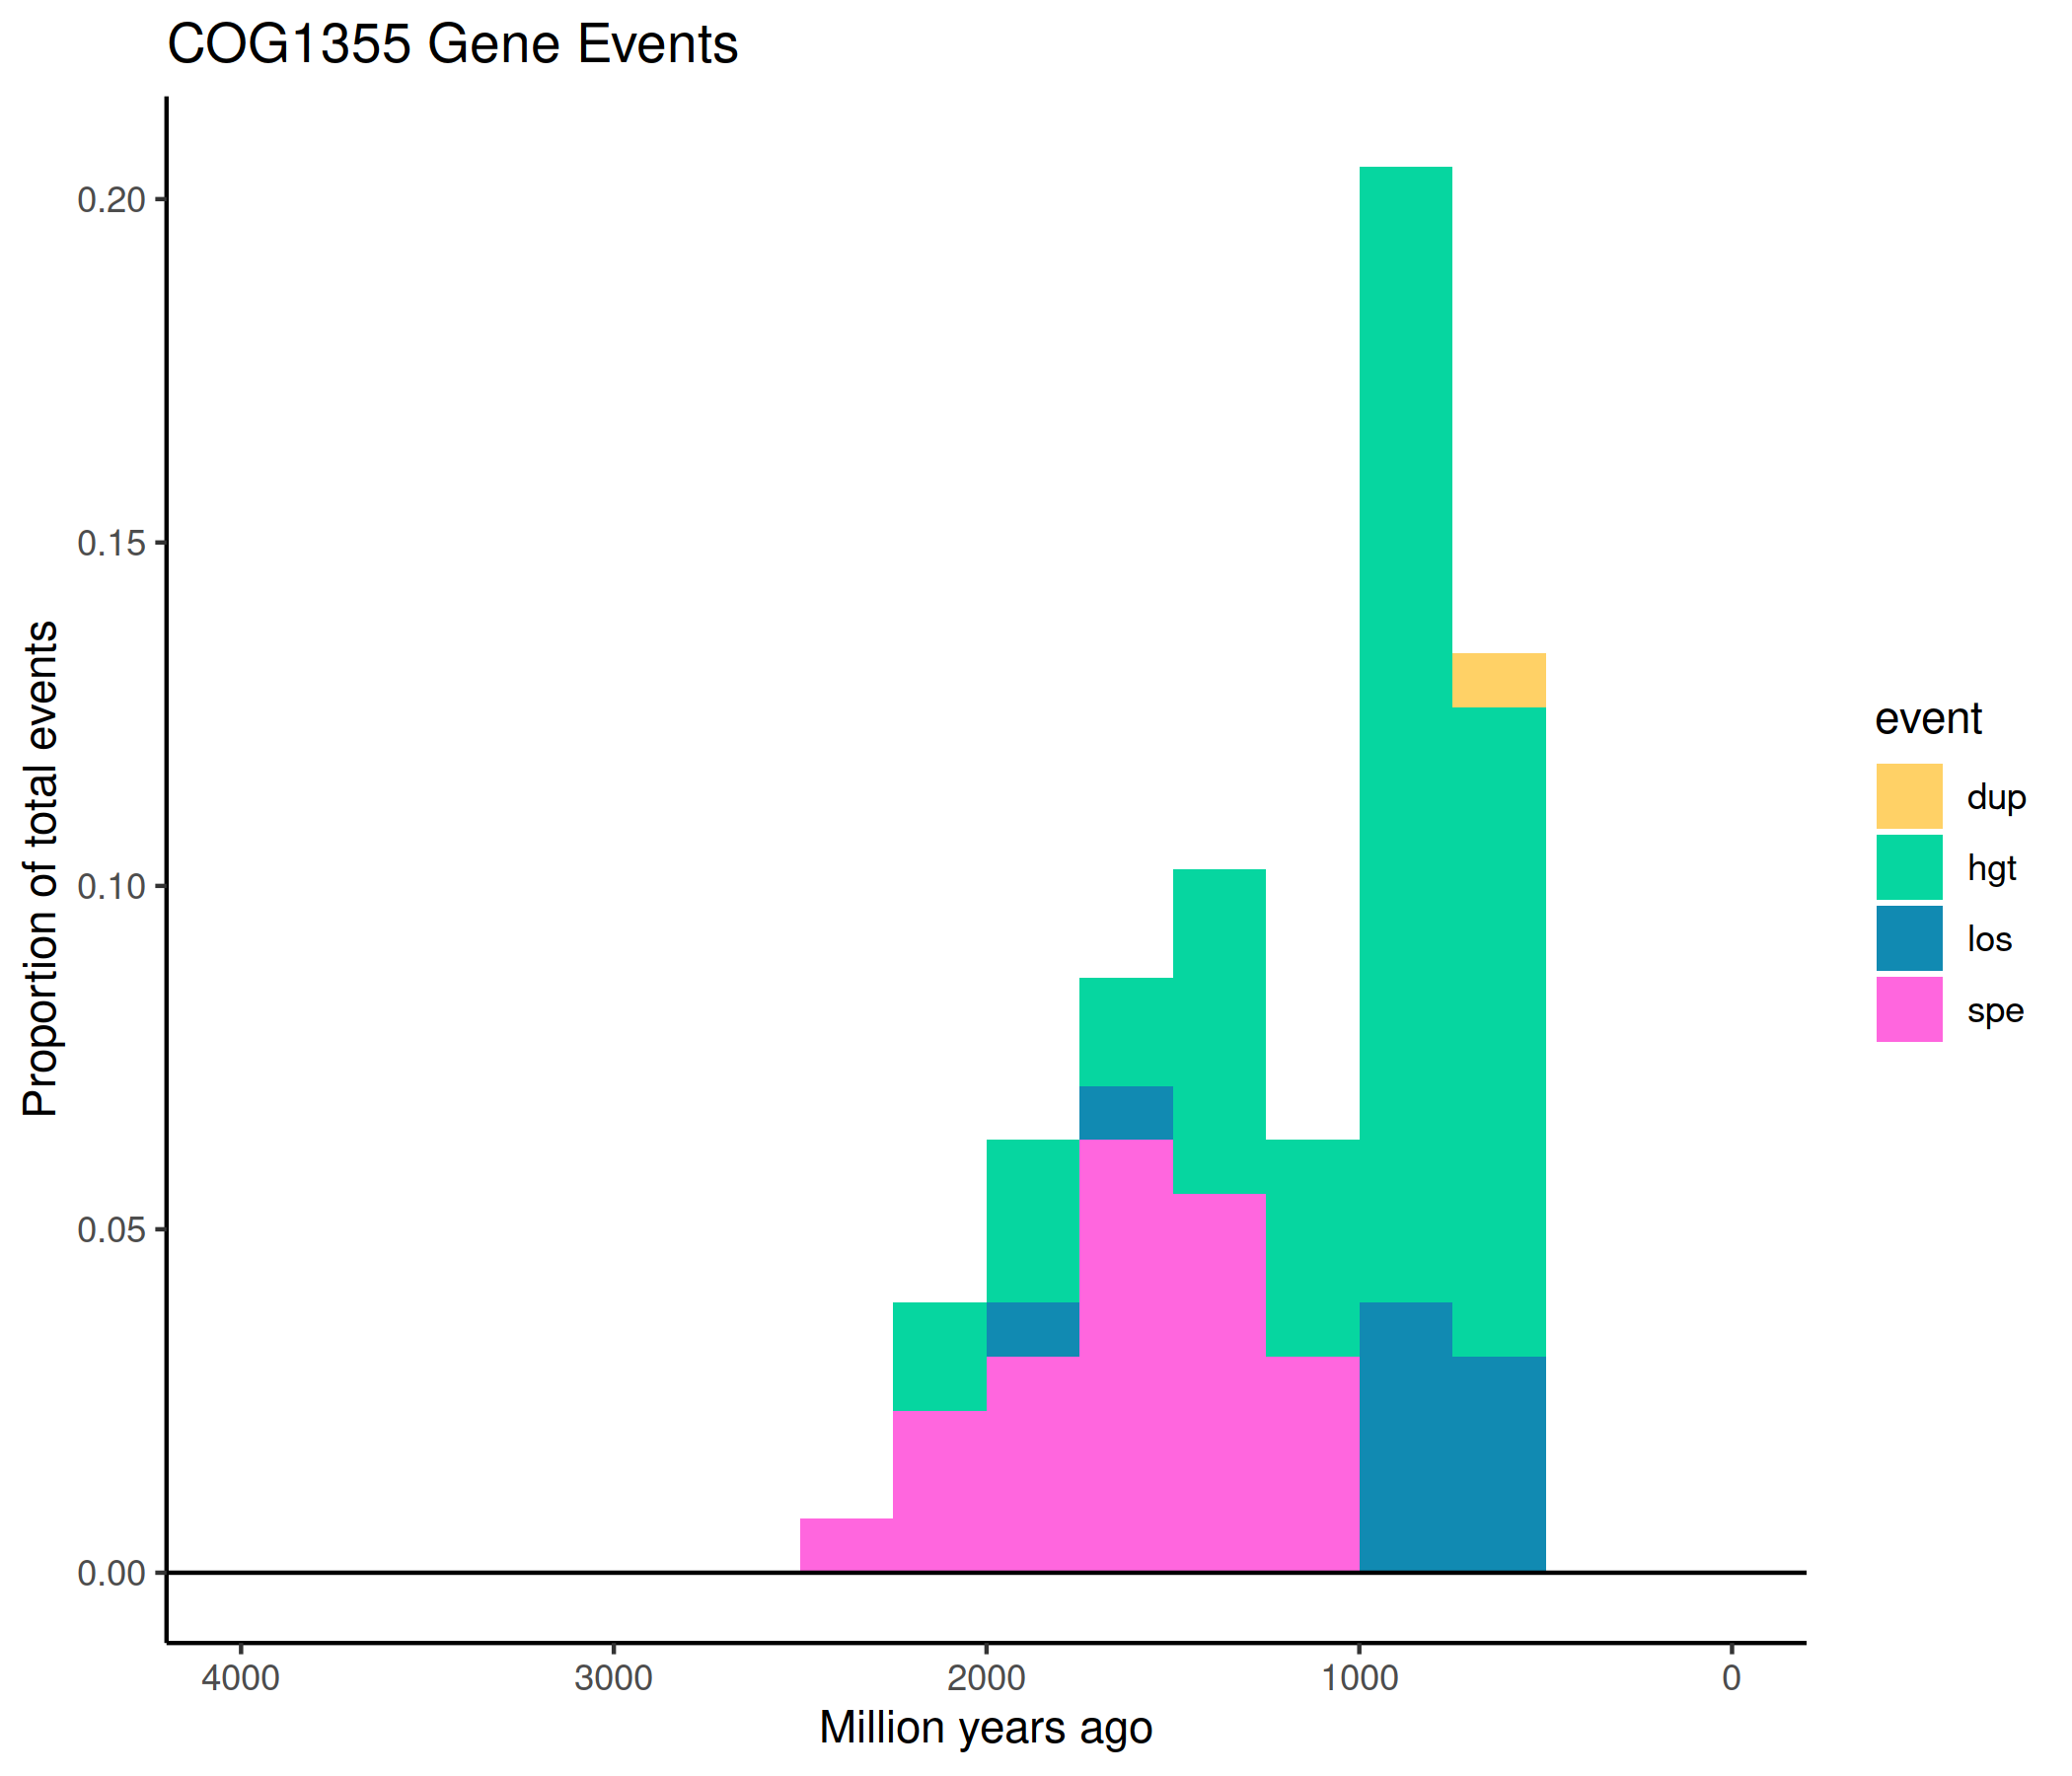 COG1355 Gene Events
Proportion of total events
0.20
0.15
0.10
0.05
0.00
4000 3000 2000 1000 0
Million years ago
event
dup
hgt
los
spe